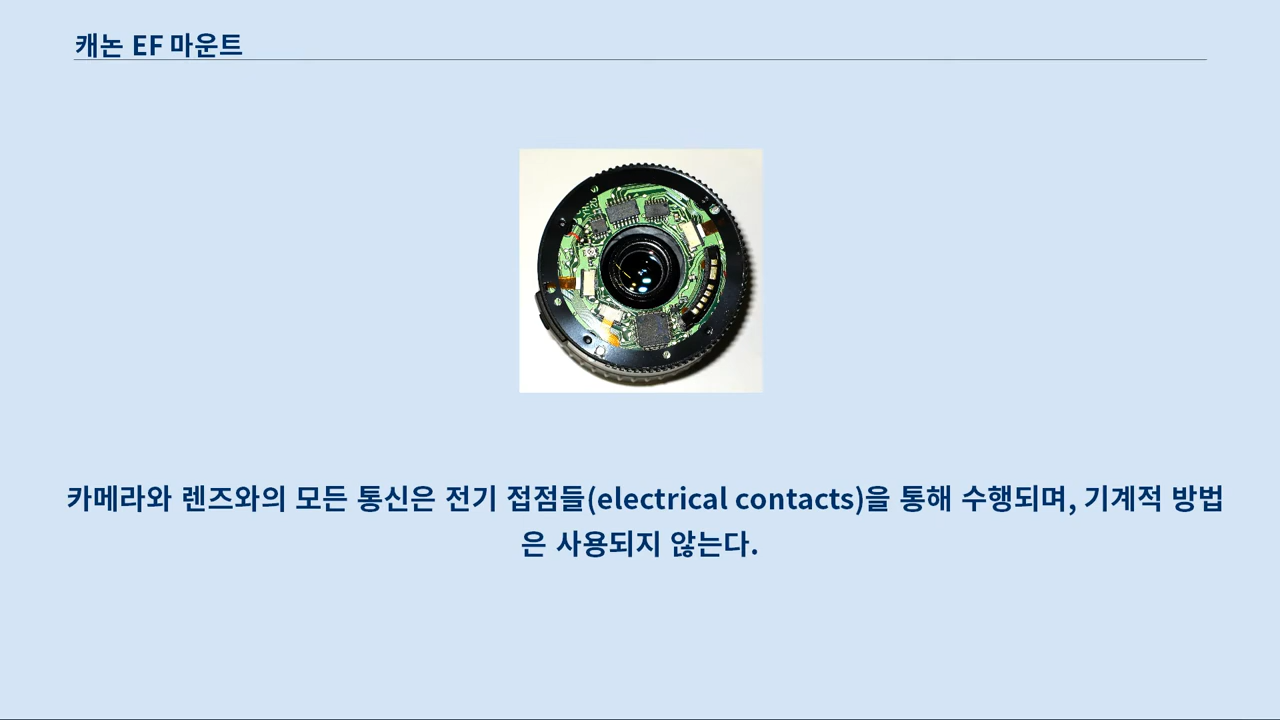 캐논 EF 마운트
카메라와 렌즈와의 모든 통신은 전기 접점들(electrical contacts)을 통해 수행되며, 기계적 방법
은 사용되지 않는다.